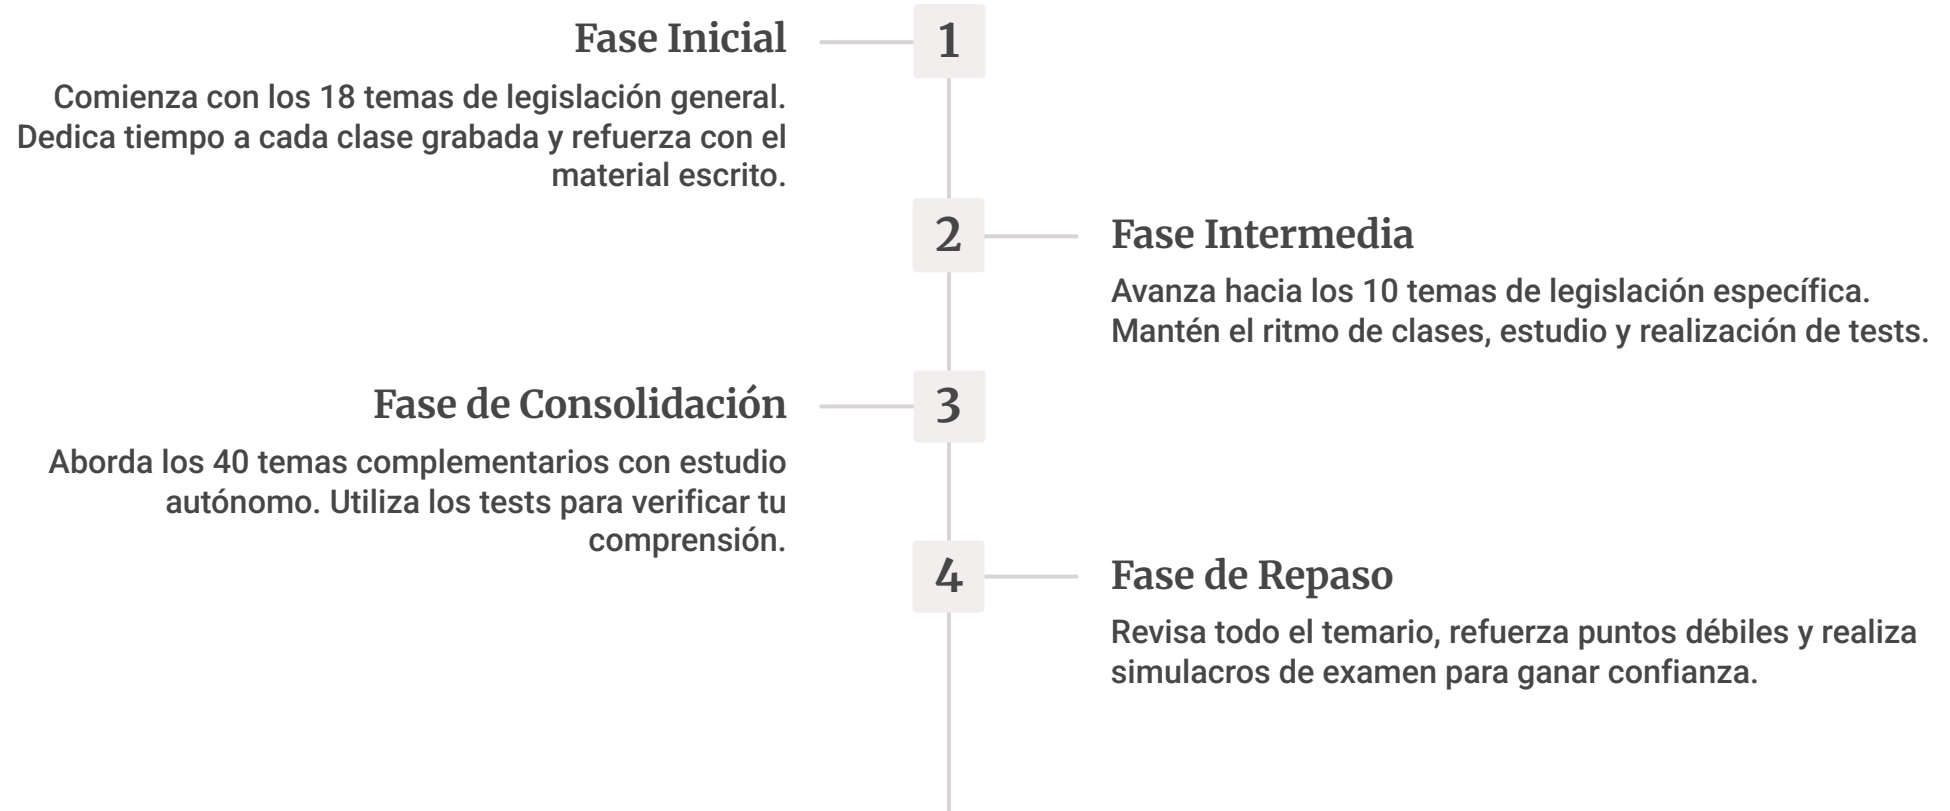 Fase Inicial
1
Comienza con los 18 temas de legislación general.
Dedica tiempo a cada clase grabada y refuerza con el
material escrito.
2
Fase Intermedia
Avanza hacia los 10 temas de legislación específica.
Mantén el ritmo de clases, estudio y realización de tests.
Fase de Consolidación
3
Aborda los 40 temas complementarios con estudio
autónomo. Utiliza los tests para verificar tu
comprensión.
4
Fase de Repaso
Revisa todo el temario, refuerza puntos débiles y realiza
simulacros de examen para ganar confianza.